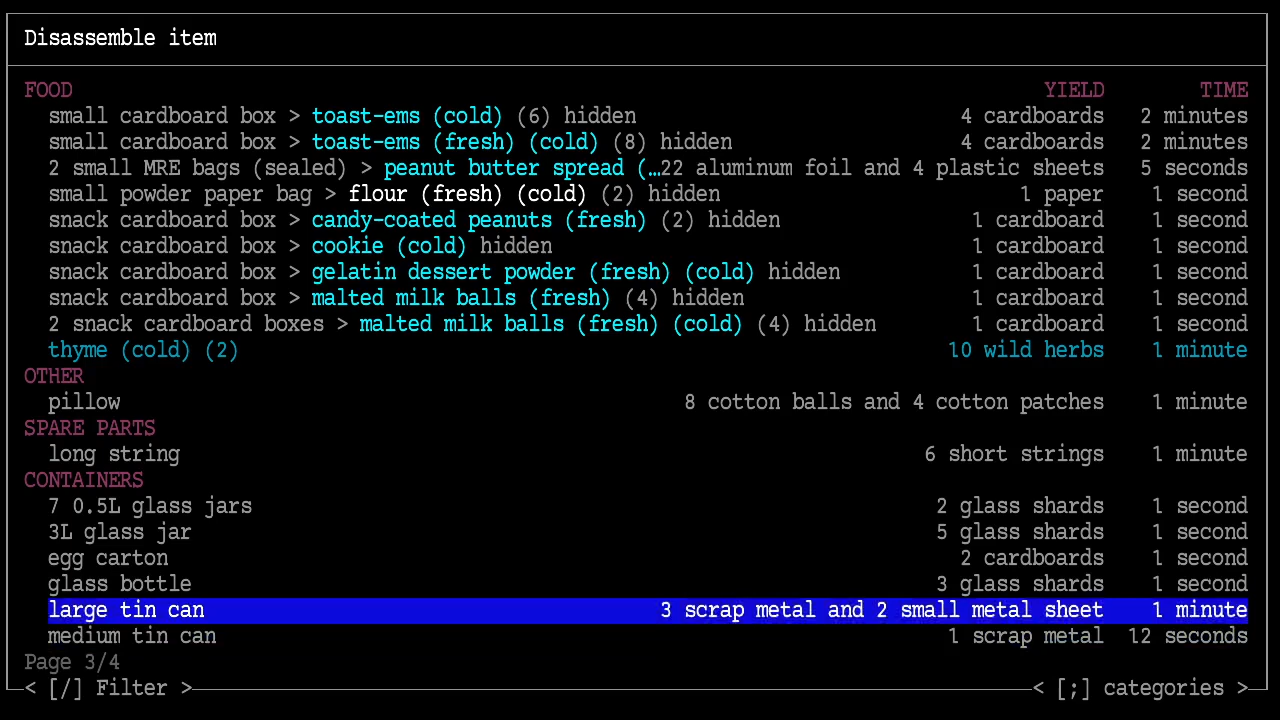 Disassemble item
FOOD YIELD TIME
small cardboard box > toast-ems (cold) (6) hidden 4 cardboards 2 minutes
small cardboard box > toast-ems (fresh) (cold) (8) hidden 4 cardboards 2 minutes
2 small MRE bags (sealed) > peanut butter spread (…22 aluminum foil and 4 plastic sheets 5 seconds
small powder paper bag > flour (fresh) (cold) (2) hidden 1 paper 1 second
snack cardboard box > candy-coated peanuts (fresh) (2) hidden 1 cardboard 1 second
snack cardboard box > cookie (cold) hidden 1 cardboard 1 second
snack cardboard box > gelatin dessert powder (fresh) (cold) hidden 1 cardboard 1 second
snack cardboard box > malted milk balls (fresh) (4) hidden 1 cardboard 1 second
2 snack cardboard boxes > malted milk balls (fresh) (cold) (4) hidden 1 cardboard 1 second
thyme (cold) (2) 10 wild herbs 1 minute
OTHER
pillow 8 cotton balls and 4 cotton patches 1 minute
SPARE PARTS
long string 6 short strings 1 minute
CONTAINERS
7 0.5L glass jars 2 glass shards 1 second
3L glass jar 5 glass shards 1 second
egg carton 2 cardboards 1 second
glass bottle 3 glass shards 1 second
large tin can 3 scrap metal and 2 small metal sheet 1 minute
medium tin can 1 scrap metal 12 seconds
Page 3/4
< [/] Filter > < [;] categories >